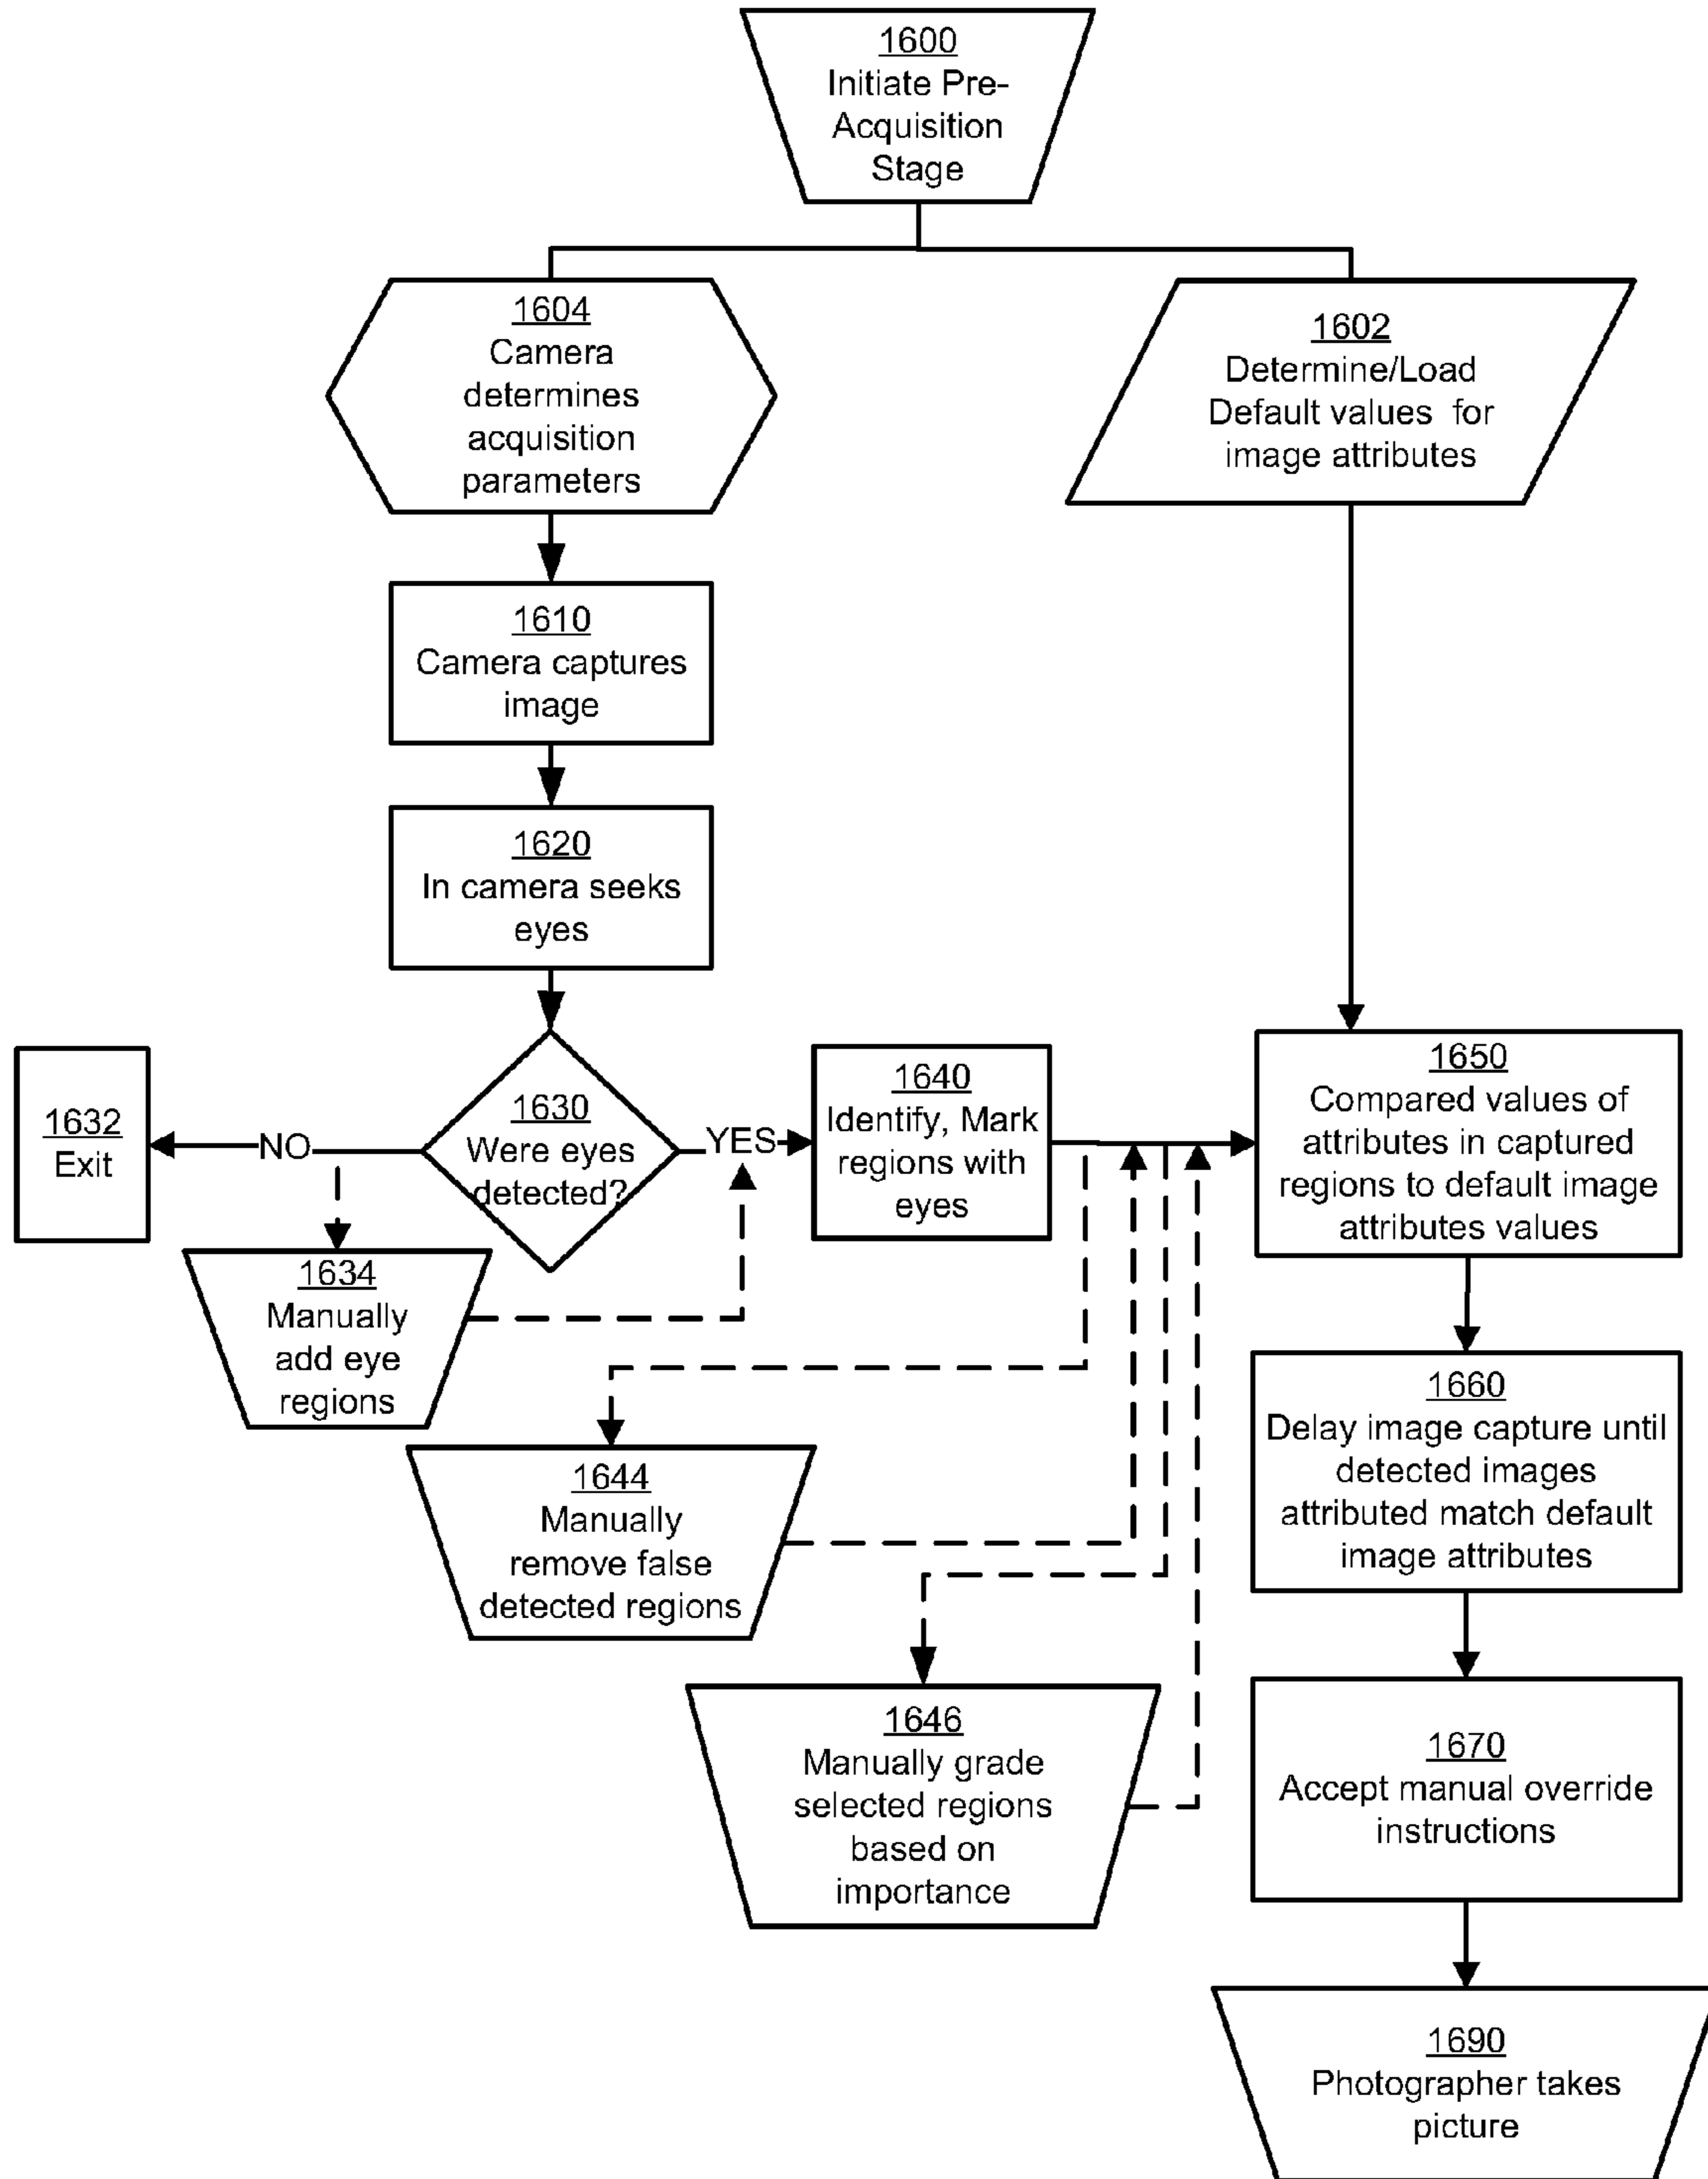 1600
Initiate Pre-
Acquisition
Stage
1604
Camera
determines
acquisition
parameters
1602
Determine/Load
Default values for
image attributes
1610
Camera captures
image
1620
In camera seeks
eyes
1632
Exit
NO
1630
Were eyes
detected?
YES
1640
Identify, Mark
regions with
eyes
1650
Compared values of
attributes in captured
regions to default image
attributes values
1634
Manually
add eye
regions
1644
Manually
remove false
detected regions
1646
Manually grade
selected regions
based on
importance
1660
Delay image capture until
detected images
attributed match default
image attributes
1670
Accept manual override
instructions
1690
Photographer takes
picture